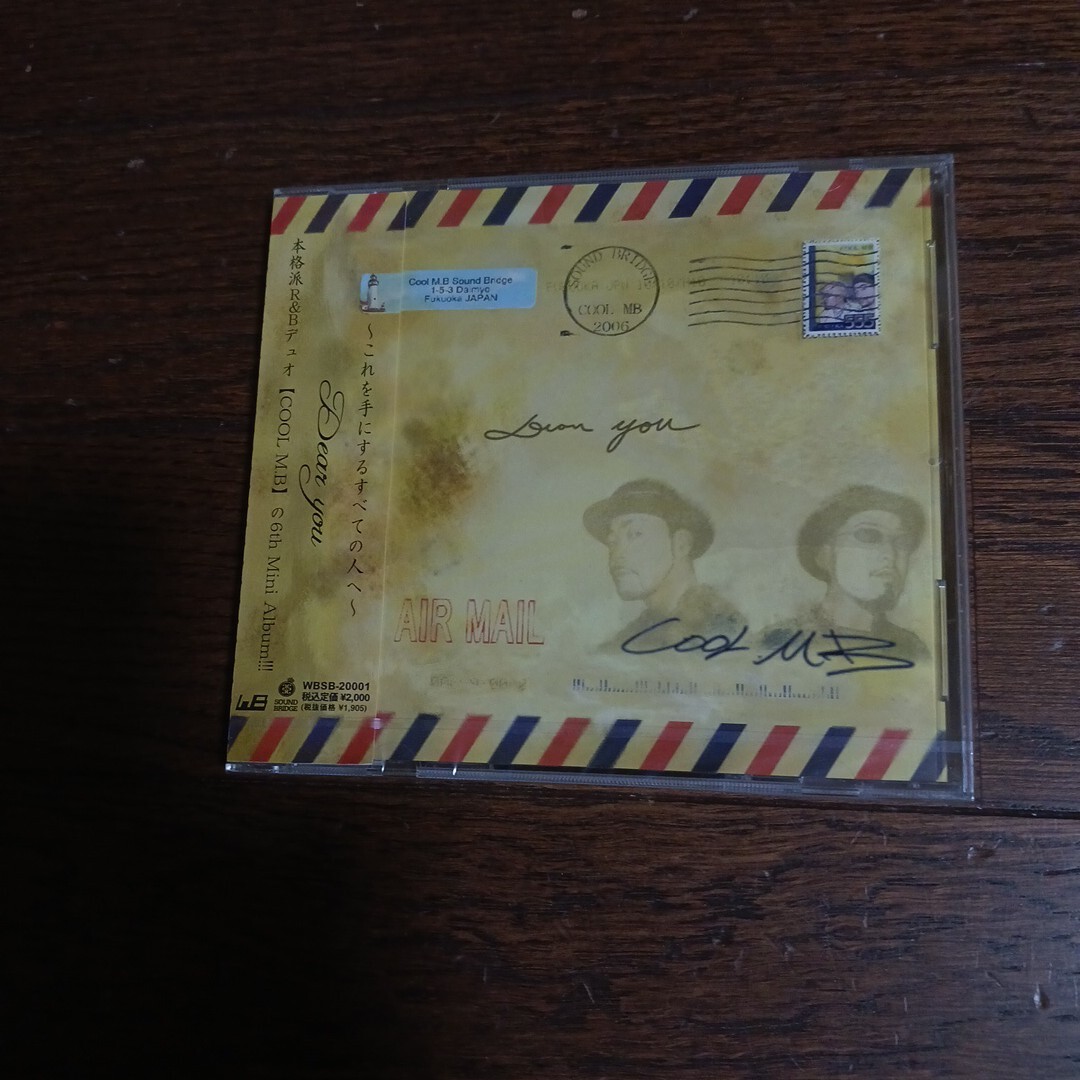 本格派R&Bデュオ【COOL M.B】の6th Mini Album!!!
Dear you
～これを手にするすべての人へ～
WBSB-20001
税込定価 ¥2,000
(税抜価格 ¥1,905)
SOUND
BRIDGE
Cool M.B Sound Bridge
1-5-3 Daimyo
Fukuoka JAPAN
SOUND BRIDGE
COOL MB
2006
Dear you
AIR MAIL
COOL M.B